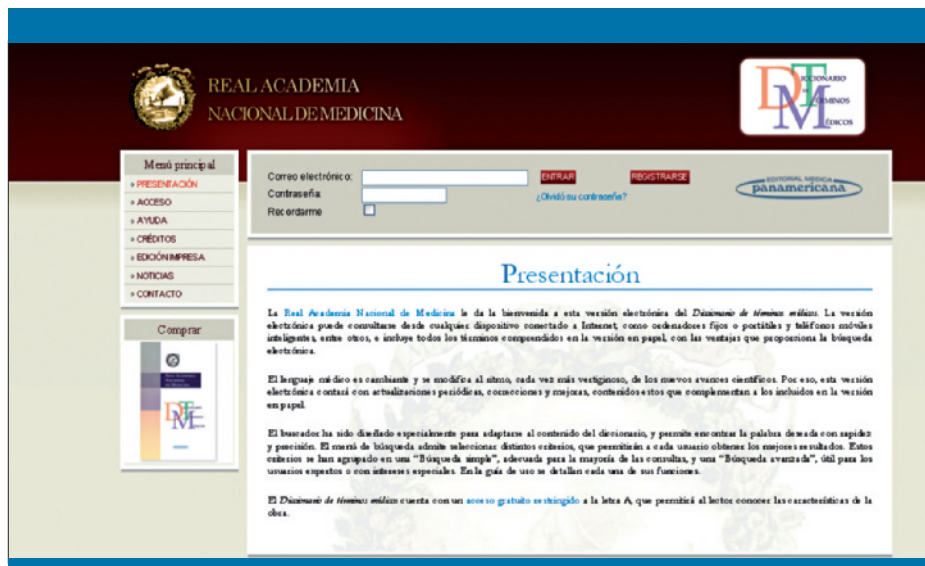 REAL ACADEMIA
NACIONAL DE MEDICINA
DICCIONARIO
DE
TÉRMINOS
MÉDICOS
Menú principal
» PRESENTACIÓN
» ACCESO
» AYUDA
» CRÉDITOS
» EDICIÓN IMPRESA
» NOTICIAS
» CONTACTO
Comprar
Correo electrónico:
ENTRAR
REGISTRARSE
Contraseña:
¿Olvidó su contraseña?
Recordarme
EDITORIAL MEDICA
panamericana
Presentación
La Real Academia Nacional de Medicina le da la bienvenida a esta versión electrónica del Diccionario de términos médicos. La versión
electrónica puede consultarse desde cualquier dispositivo conectado a Internet, como ordenadores fijos o portátiles y teléfonos móviles
inteligentes, entre otros, e incluye todos los términos comprendidos en la versión en papel, con las ventajas que proporciona la búsqueda
electrónica.
El lenguaje médico es cambiante y se modifica al ritmo, cada vez más vertiginoso, de los nuevos avances científicos. Por eso, esta versión
electrónica contará con actualizaciones periódicas, correcciones y mejoras, contenidos estos que complementan a los incluidos en la versión
en papel.
El buscador ha sido diseñado especialmente para adaptarse al contenido del diccionario, y permite encontrar la palabra deseada con rapidez
y precisión. El menú de búsqueda admite seleccionar distintos criterios, que permitirán a cada usuario obtener los mejores resultados. Estos
criterios se han agrupado en una “Búsqueda simple”, adecuada para la mayoría de las consultas, y una “Búsqueda avanzada”, útil para los
usuarios expertos o con intereses especiales. En la guía de uso se detallan cada una de sus funciones.
El Diccionario de términos médicos cuenta con un acceso gratuito restringido a la letra A, que permitirá al lector conocer las características de la
obra.